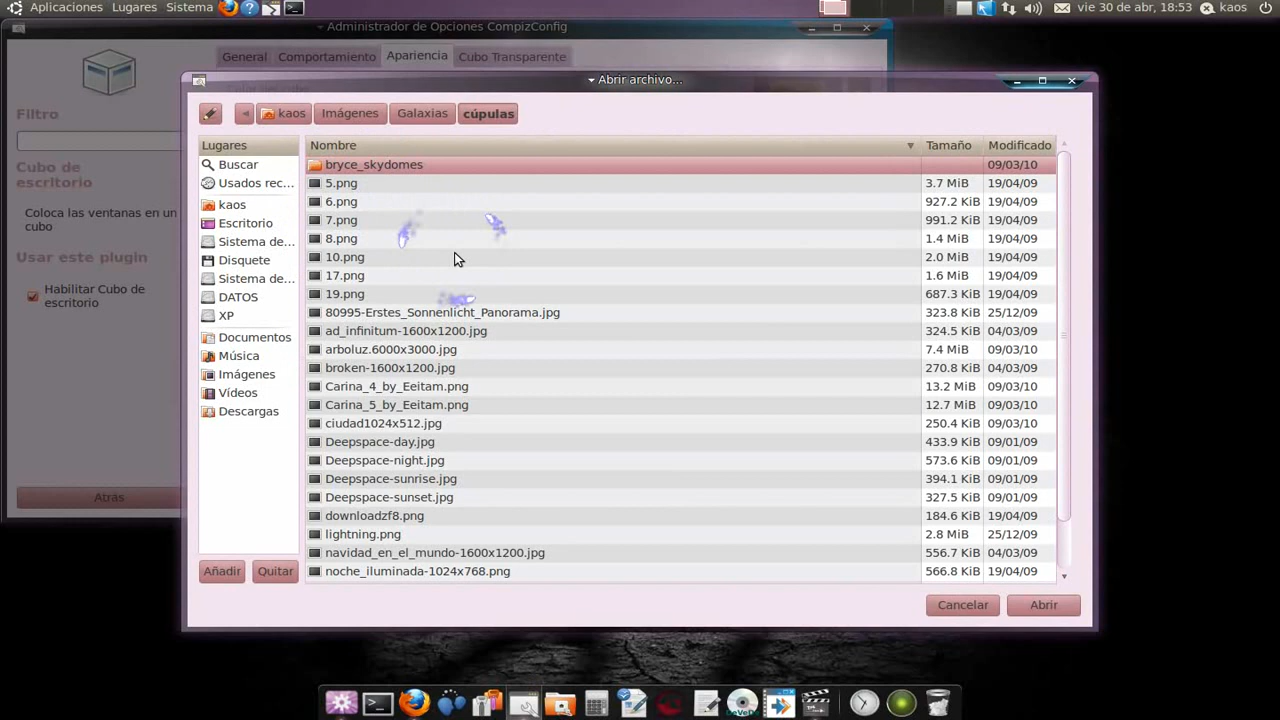 Aplicaciones Lugares Sistema vie 30 de abr, 18:53 kaos
Administrador de Opciones CompizConfig
General Comportamiento Apariencia Cubo Transparente
Filtro
Cubo de
escritorio
Coloca las ventanas en un
cubo
Usar este plugin
Habilitar Cubo de
escritorio
Atrás
Abrir archivo...
kaos Imágenes Galaxias cúpulas
Lugares
Buscar
Usados rec...
kaos
Escritorio
Sistema de...
Disquete
Sistema de...
DATOS
XP
Documentos
Música
Imágenes
Vídeos
Descargas
Añadir Quitar
Nombre Tamaño Modificado
bryce_skydomes 09/03/10
5.png 3.7 MiB 19/04/09
6.png 927.2 KiB 19/04/09
7.png 991.2 KiB 19/04/09
8.png 1.4 MiB 19/04/09
10.png 2.0 MiB 19/04/09
17.png 1.6 MiB 19/04/09
19.png 687.3 KiB 19/04/09
80995-Erstes_Sonnenlicht_Panorama.jpg 323.8 KiB 25/12/09
ad_infinitum-1600x1200.jpg 324.5 KiB 04/03/09
arboluz.6000x3000.jpg 7.4 MiB 09/03/10
broken-1600x1200.jpg 270.8 KiB 04/03/09
Carina_4_by_Eeitam.png 13.2 MiB 09/03/10
Carina_5_by_Eeitam.png 12.7 MiB 09/03/10
ciudad1024x512.jpg 250.4 KiB 09/03/10
Deepspace-day.jpg 433.9 KiB 09/01/09
Deepspace-night.jpg 573.6 KiB 09/01/09
Deepspace-sunrise.jpg 394.1 KiB 09/01/09
Deepspace-sunset.jpg 327.5 KiB 09/01/09
downloadzf8.png 184.6 KiB 19/04/09
lightning.png 2.8 MiB 25/12/09
navidad_en_el_mundo-1600x1200.jpg 556.7 KiB 04/03/09
noche_iluminada-1024x768.png 566.8 KiB 19/04/09
Cancelar Abrir